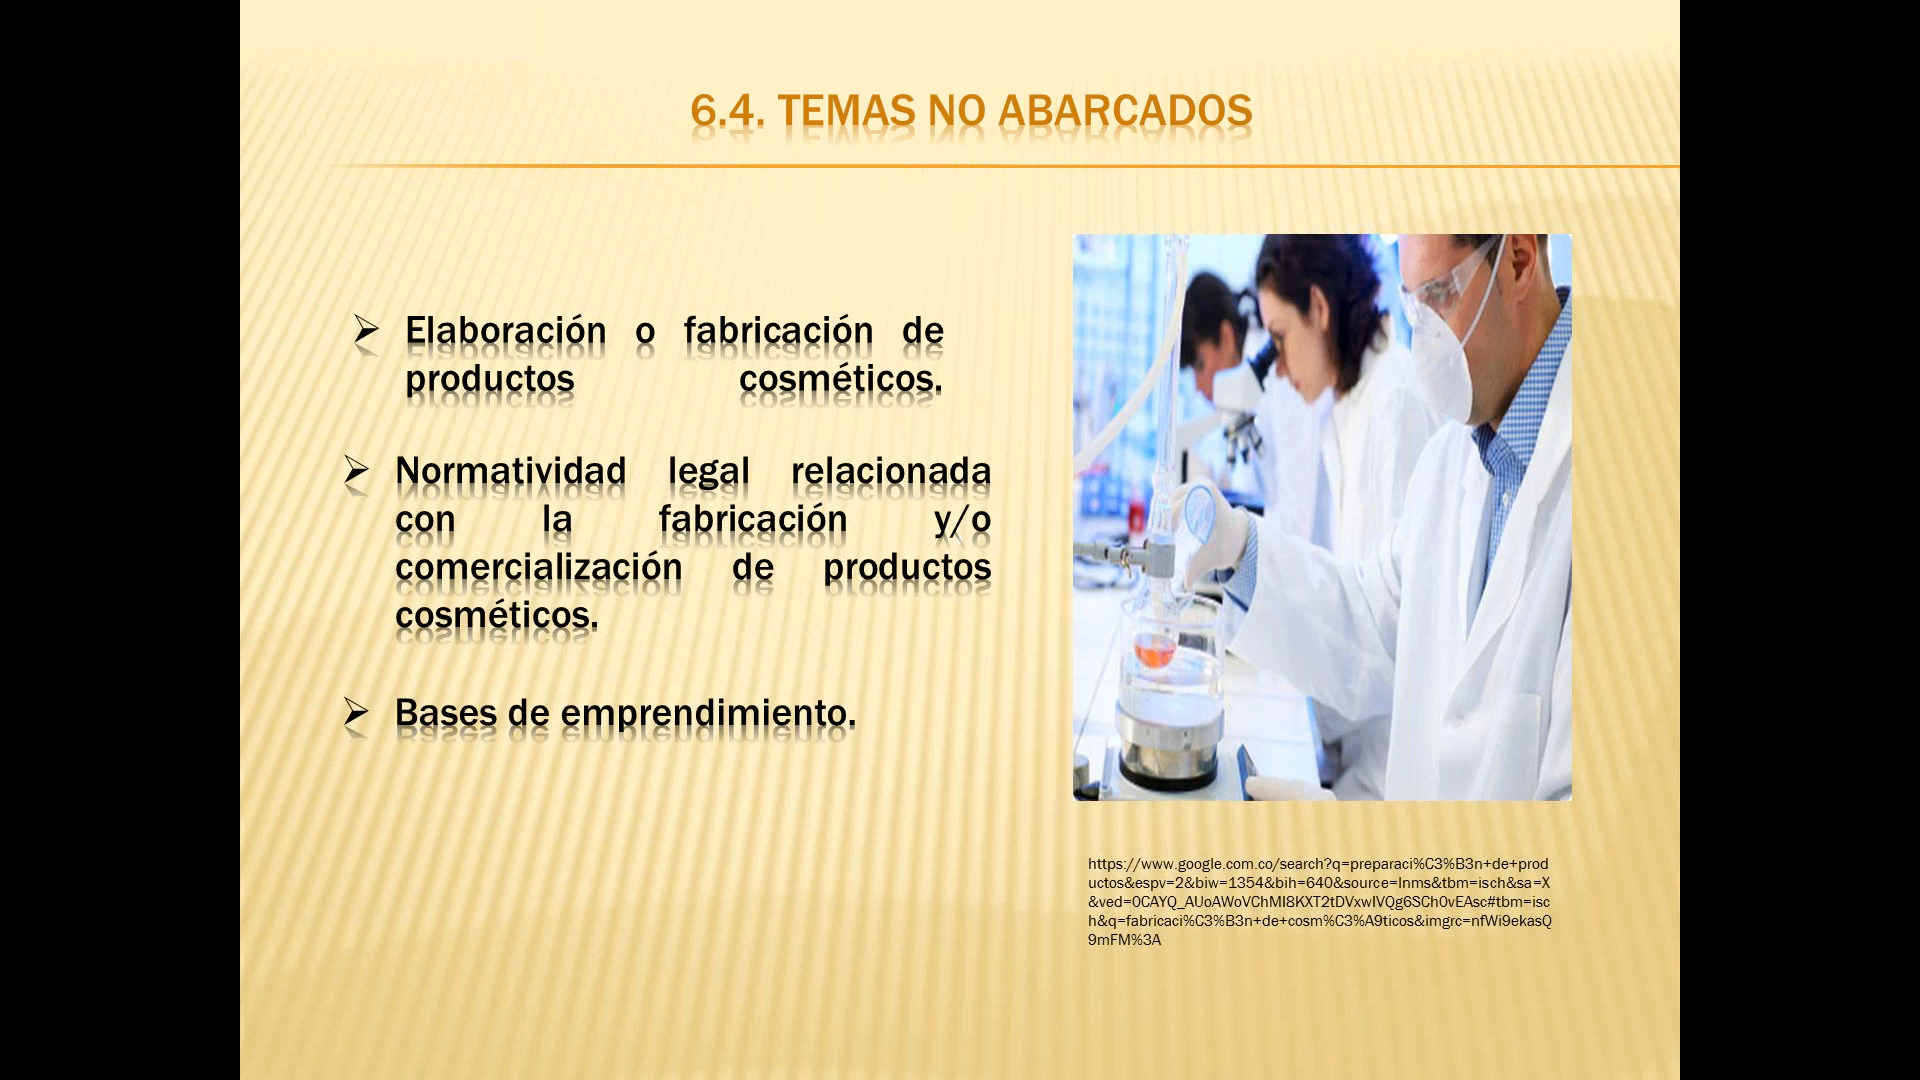 6.4. TEMAS NO ABARCADOS
Elaboración o fabricación de
productos cosméticos.
Normatividad legal relacionada
con la fabricación y/o
comercialización de productos
cosméticos.
Bases de emprendimiento.
https://www.google.com.co/search?q=preparaci%C3%B3n+de+prod
uctos&espv=2&biw=1354&bih=640&source=lnms&tbm=isch&sa=X
&ved=0CAYQ_AUoAWoVChMI8KXT2tDVxwIVQg6SCh0vEAsc#tbm=isc
h&q=fabricaci%C3%B3n+de+cosm%C3%A9ticos&imgrc=nfWi9ekasQ
9mFM%3A